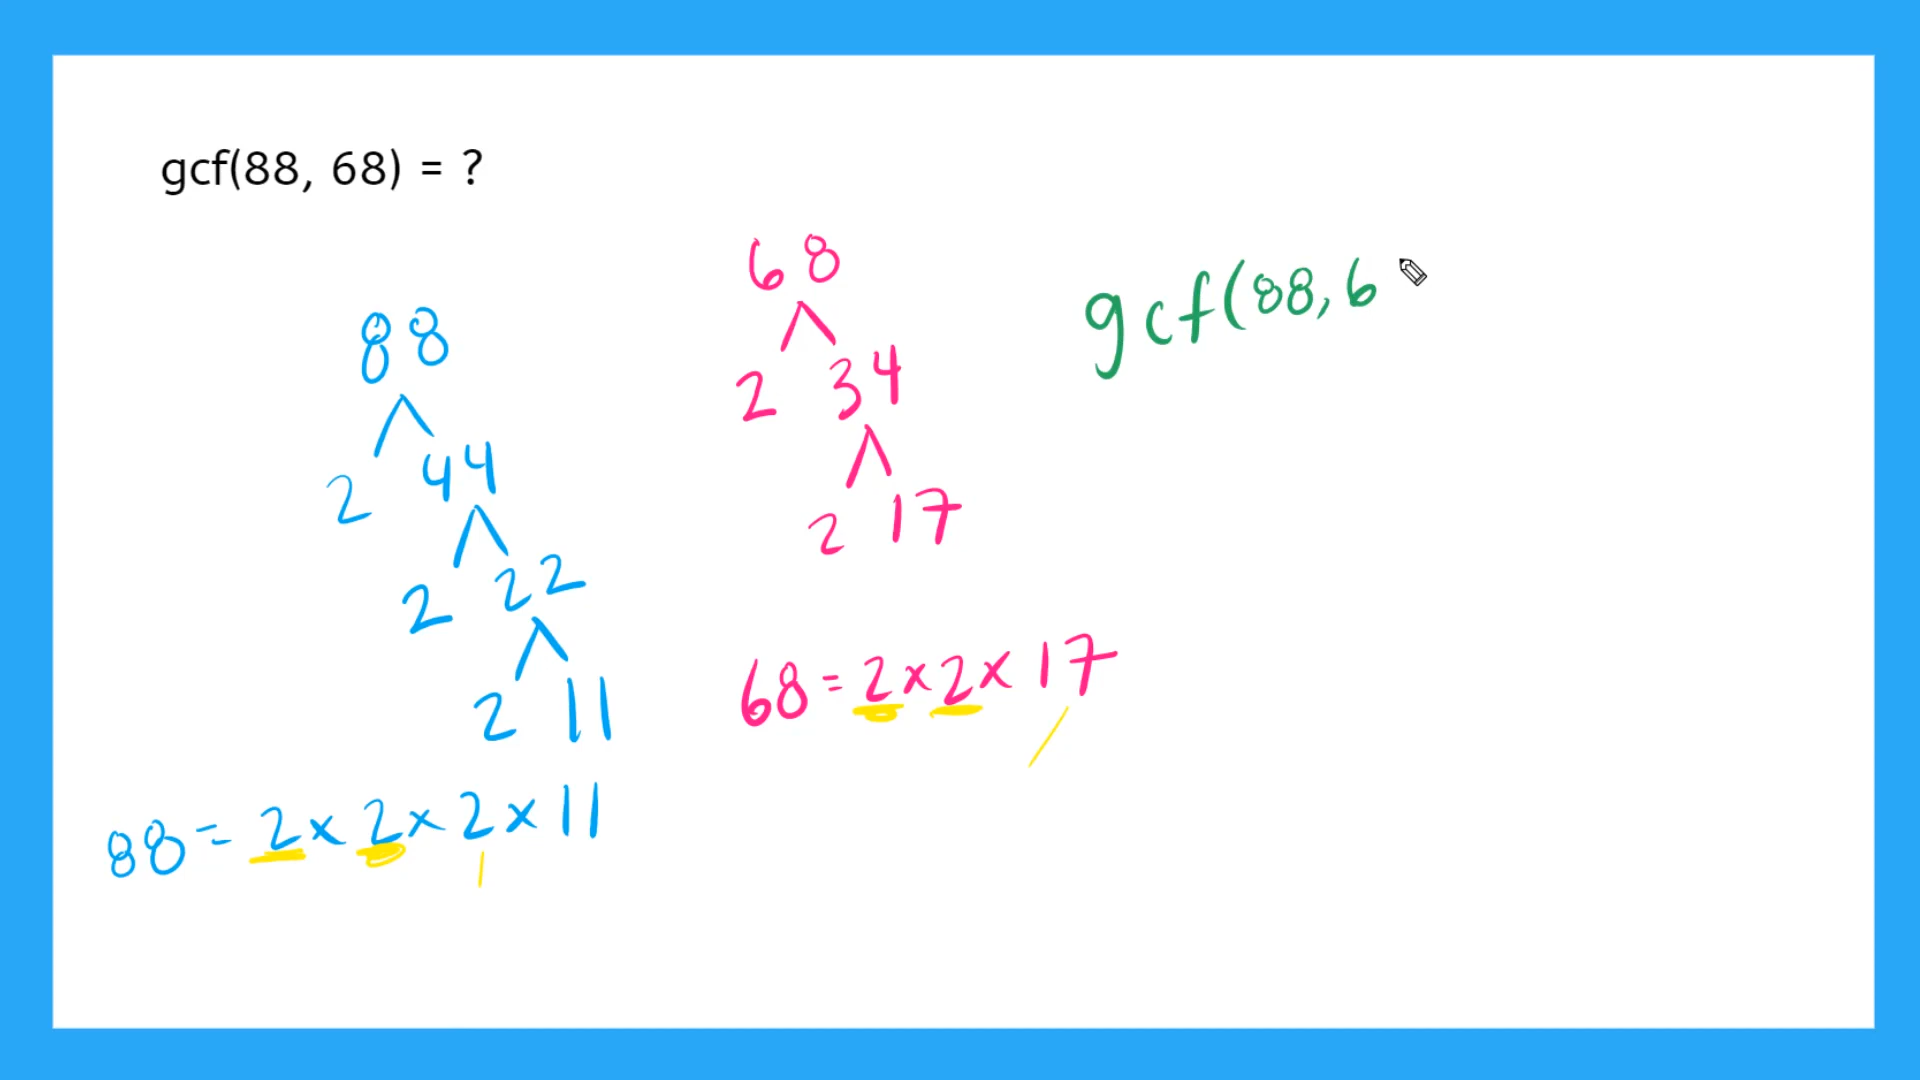 gcf(88, 68) = ?
88
2 44
2 22
2 11
88 = 2 x 2 x 2 x 11
68
2 34
2 17
68 = 2 x 2 x 17
gcf(88, 6